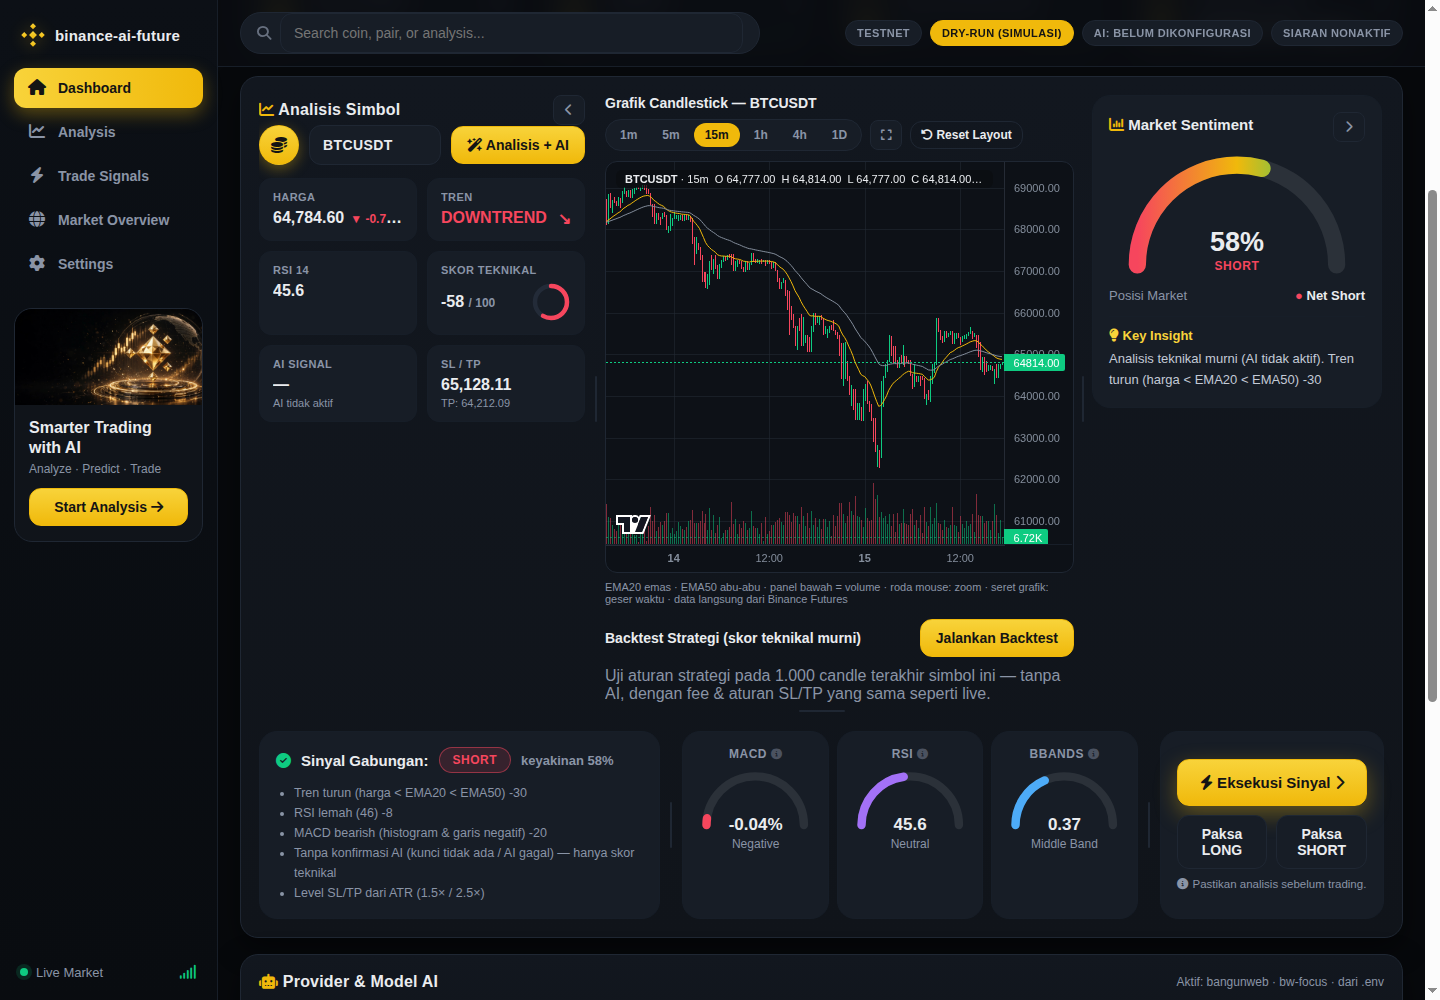 binance-ai-future
Dashboard
Analysis
Trade Signals
Market Overview
Settings
Smarter Trading
with AI
Analyze · Predict · Trade
Start Analysis →
Live Market
Search coin, pair, or analysis...
TESTNET
DRY-RUN (SIMULASI)
AI: BELUM DIKONFIGURASI
SIARAN NONAKTIF
Analisis Simbol
BTCUSDT
Analisis + AI
HARGA
64,784.60 ▼ -0.7...
TREN
DOWNTREND ↘
RSI 14
45.6
SKOR TEKNIKAL
-58 / 100
AI SIGNAL
—
AI tidak aktif
SL / TP
65,128.11
TP: 64,212.09
Grafik Candlestick — BTCUSDT
1m 5m 15m 1h 4h 1D
Reset Layout
BTCUSDT · 15m O 64,777.00 H 64,814.00 L 64,777.00 C 64,814.00...
69000.00
68000.00
67000.00
66000.00
65000.00
64814.00
64000.00
63000.00
62000.00
61000.00
6.72K
14 12:00 15 12:00
EMA20 emas · EMA50 abu-abu · panel bawah = volume · roda mouse: zoom · seret grafik:
geser waktu · data langsung dari Binance Futures
Backtest Strategi (skor teknikal murni)
Jalankan Backtest
Uji aturan strategi pada 1.000 candle terakhir simbol ini — tanpa
AI, dengan fee & aturan SL/TP yang sama seperti live.
Market Sentiment
58%
SHORT
Posisi Market
● Net Short
Key Insight
Analisis teknikal murni (AI tidak aktif). Tren
turun (harga < EMA20 < EMA50) -30
Sinyal Gabungan: SHORT keyakinan 58%
• Tren turun (harga < EMA20 < EMA50) -30
• RSI lemah (46) -8
• MACD bearish (histogram & garis negatif) -20
• Tanpa konfirmasi AI (kunci tidak ada / AI gagal) — hanya skor
teknikal
• Level SL/TP dari ATR (1.5× / 2.5×)
MACD
-0.04%
Negative
RSI
45.6
Neutral
BBANDS
0.37
Middle Band
Eksekusi Sinyal
Paksa
LONG
Paksa
SHORT
Pastikan analisis sebelum trading.
Provider & Model AI
Aktif: bangunweb · bw-focus · dari .env